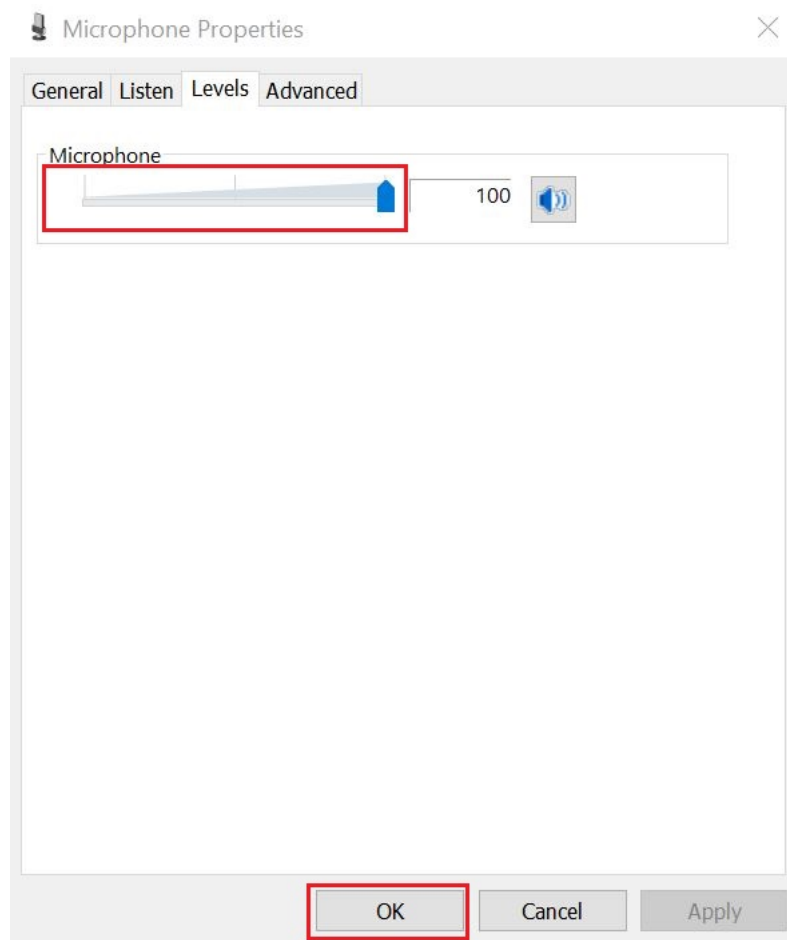 Microphone Properties
General Listen Levels Advanced
Microphone
100
OK Cancel Apply